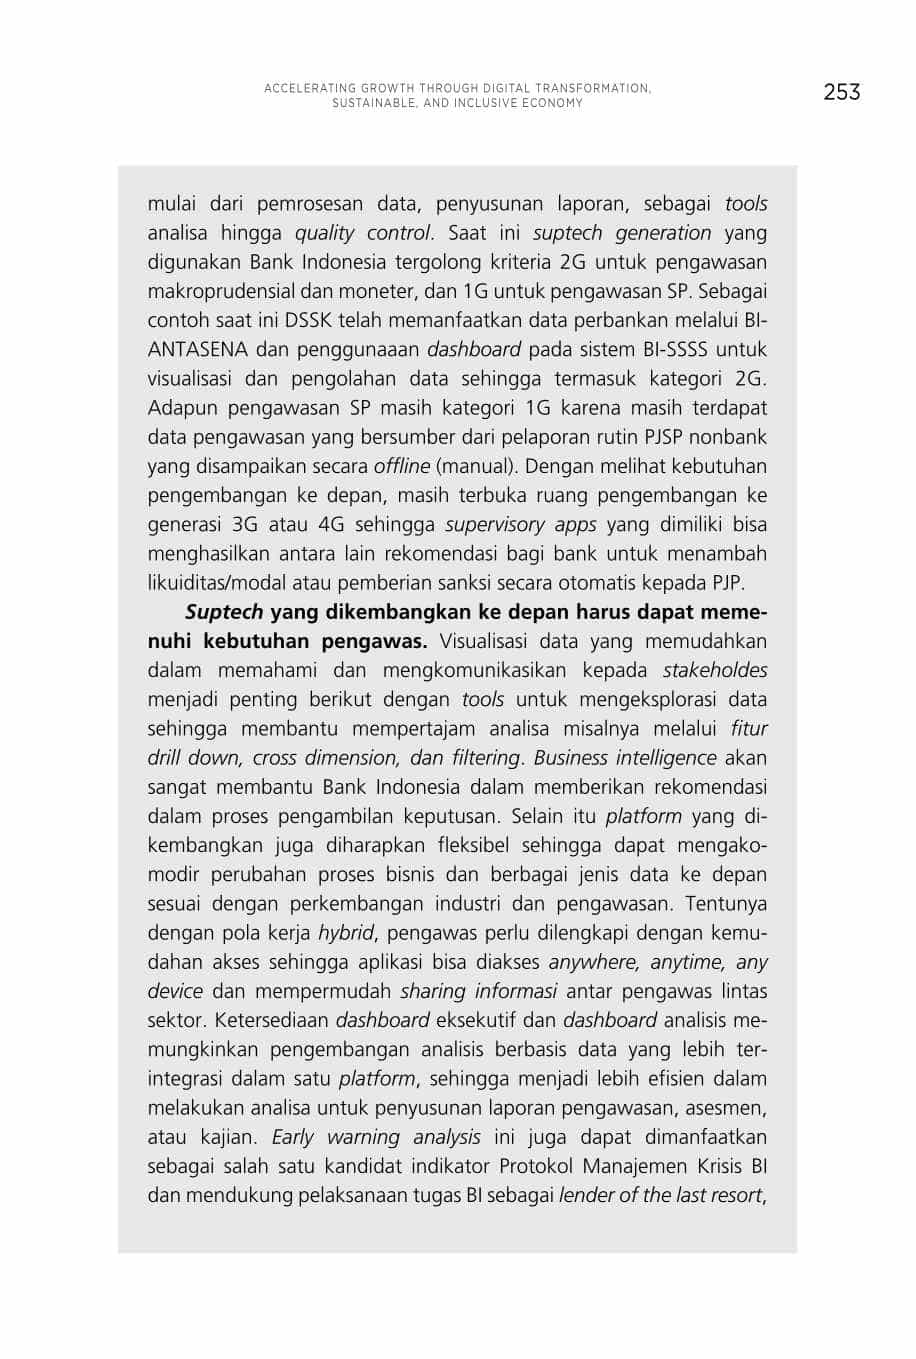 ACCELERATING GROWTH THROUGH DIGITAL TRANSFORMATION,
SUSTAINABLE, AND INCLUSIVE ECONOMY
253
mulai dari pemrosesan data, penyusunan laporan, sebagai tools
analisa hingga quality control. Saat ini suptech generation yang
digunakan Bank Indonesia tergolong kriteria 2G untuk pengawasan
makroprudensial dan moneter, dan 1G untuk pengawasan SP. Sebagai
contoh saat ini DSSK telah memanfaatkan data perbankan melalui BI-
ANTASENA dan penggunaaan dashboard pada sistem BI-SSSS untuk
visualisasi dan pengolahan data sehingga termasuk kategori 2G.
Adapun pengawasan SP masih kategori 1G karena masih terdapat
data pengawasan yang bersumber dari pelaporan rutin PJSP nonbank
yang disampaikan secara offline (manual). Dengan melihat kebutuhan
pengembangan ke depan, masih terbuka ruang pengembangan ke
generasi 3G atau 4G sehingga supervisory apps yang dimiliki bisa
menghasilkan antara lain rekomendasi bagi bank untuk menambah
likuiditas/modal atau pemberian sanksi secara otomatis kepada PJP.
Suptech yang dikembangkan ke depan harus dapat meme-
nuhi kebutuhan pengawas. Visualisasi data yang memudahkan
dalam memahami dan mengkomunikasikan kepada stakeholdes
menjadi penting berikut dengan tools untuk mengeksplorasi data
sehingga membantu mempertajam analisa misalnya melalui fitur
drill down, cross dimension, dan filtering. Business intelligence akan
sangat membantu Bank Indonesia dalam memberikan rekomendasi
dalam proses pengambilan keputusan. Selain itu platform yang di-
kembangkan juga diharapkan fleksibel sehingga dapat mengako-
modir perubahan proses bisnis dan berbagai jenis data ke depan
sesuai dengan perkembangan industri dan pengawasan. Tentunya
dengan pola kerja hybrid, pengawas perlu dilengkapi dengan kemu-
dahan akses sehingga aplikasi bisa diakses anywhere, anytime, any
device dan mempermudah sharing informasi antar pengawas lintas
sektor. Ketersediaan dashboard eksekutif dan dashboard analisis me-
mungkinkan pengembangan analisis berbasis data yang lebih ter-
integrasi dalam satu platform, sehingga menjadi lebih efisien dalam
melakukan analisa untuk penyusunan laporan pengawasan, asesmen,
atau kajian. Early warning analysis ini juga dapat dimanfaatkan
sebagai salah satu kandidat indikator Protokol Manajemen Krisis BI
dan mendukung pelaksanaan tugas BI sebagai lender of the last resort,